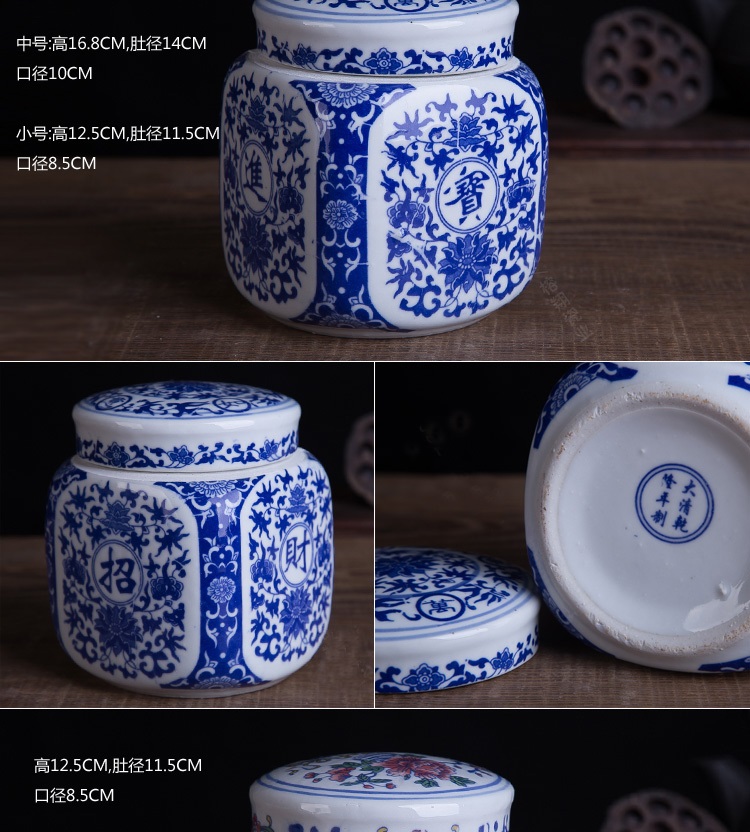 中号:高16.8CM,肚径14CM
口径10CM
小号:高12.5CM,肚径11.5CM
口径8.5CM
進
寶
招
財
大清乾
隆年制
高12.5CM,肚径11.5CM
口径8.5CM